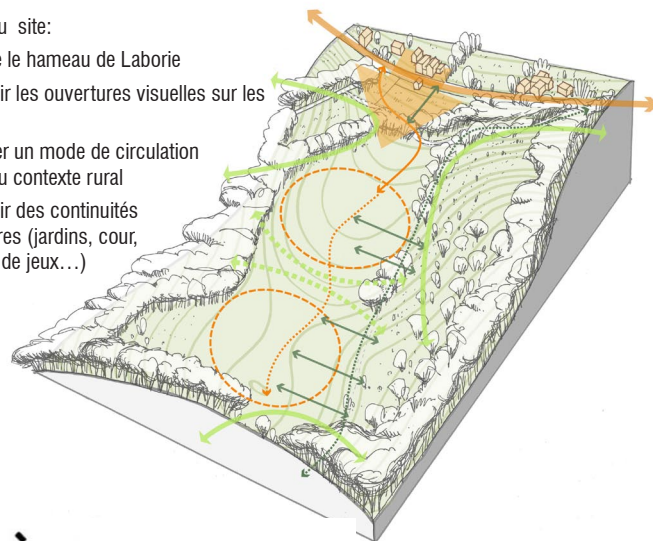 u site:
e le hameau de Laborie
ir les ouvertures visuelles sur les
er un mode de circulation
u contexte rural
ir des continuités
res (jardins, cour,
de jeux…)